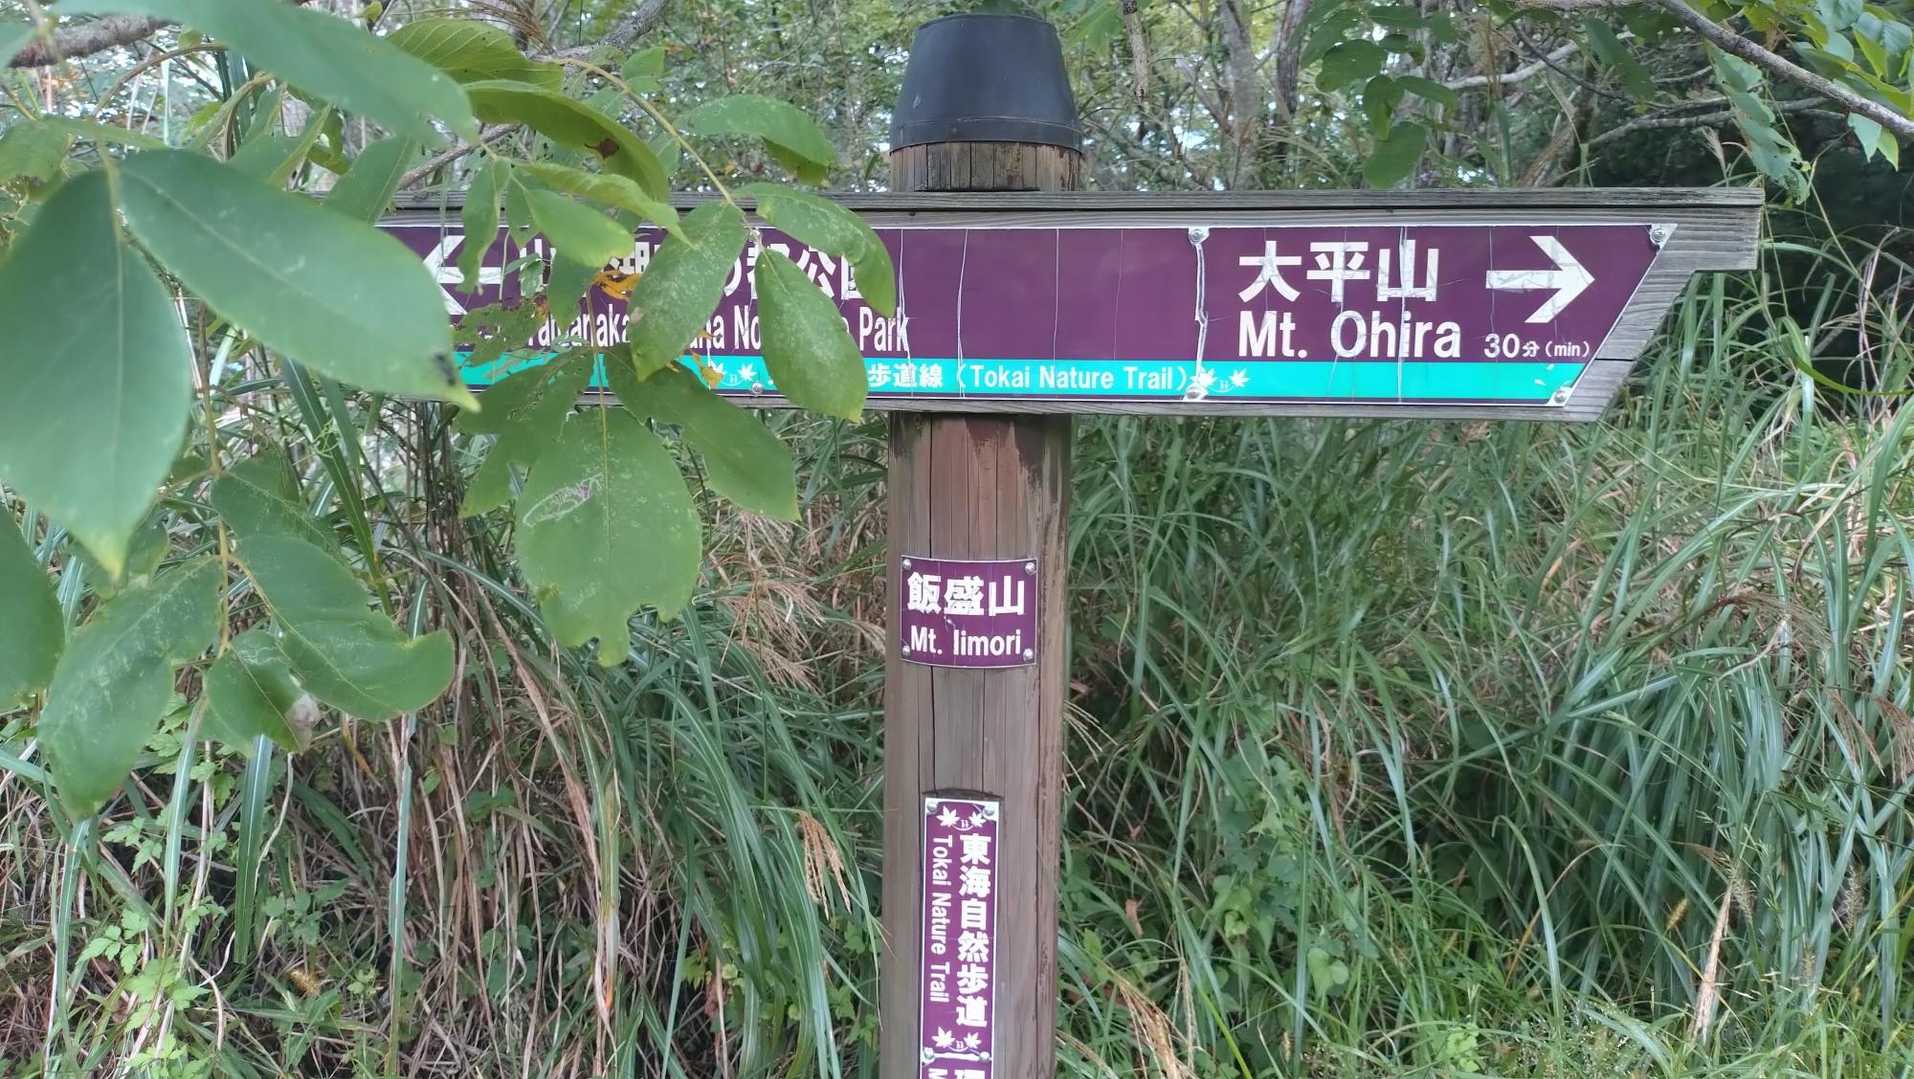 公
Park
大平山
Mt. Ohira 30分(min)
歩道線(Tokai Nature Trail)
飯盛山
Mt. Iimori
東海自然歩道
Tokai Nature Trail